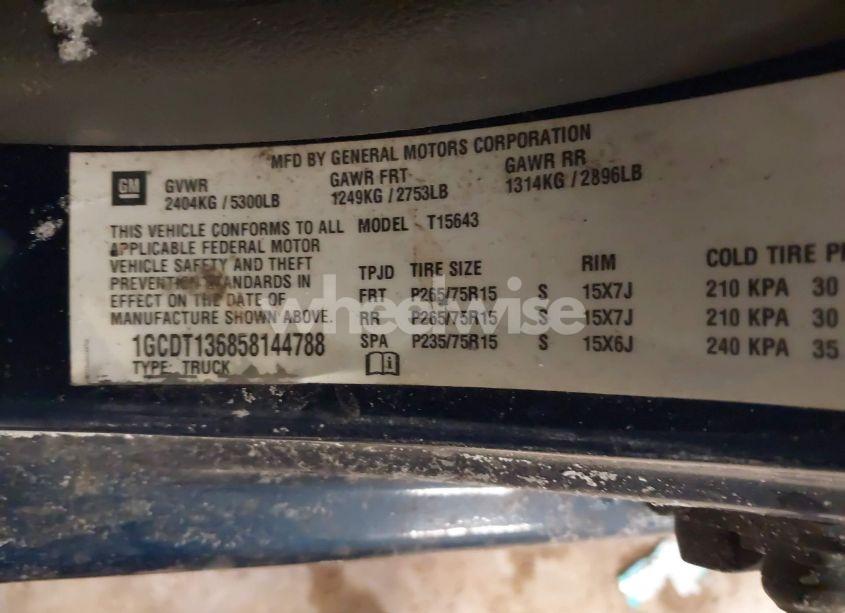 MFD BY GENERAL MOTORS CORPORATION
GM
GVWR GAWR FRT GAWR RR
2404KG / 5300LB 1249KG / 2753LB 1314KG / 2896LB
THIS VEHICLE CONFORMS TO ALL
APPLICABLE FEDERAL MOTOR
VEHICLE SAFETY AND THEFT
PREVENTION STANDARDS IN
EFFECT ON THE DATE OF
MANUFACTURE SHOWN ABOVE.
1GCDT136858144788
TYPE: TRUCK
MODEL T15643
TPJD TIRE SIZE RIM COLD TIRE
FRT P265/75R15 S 15X7J 210 KPA 30
RR P265/75R15 S 15X7J 210 KPA 30
SPA P235/75R15 S 15X6J 240 KPA 35
wheelwise